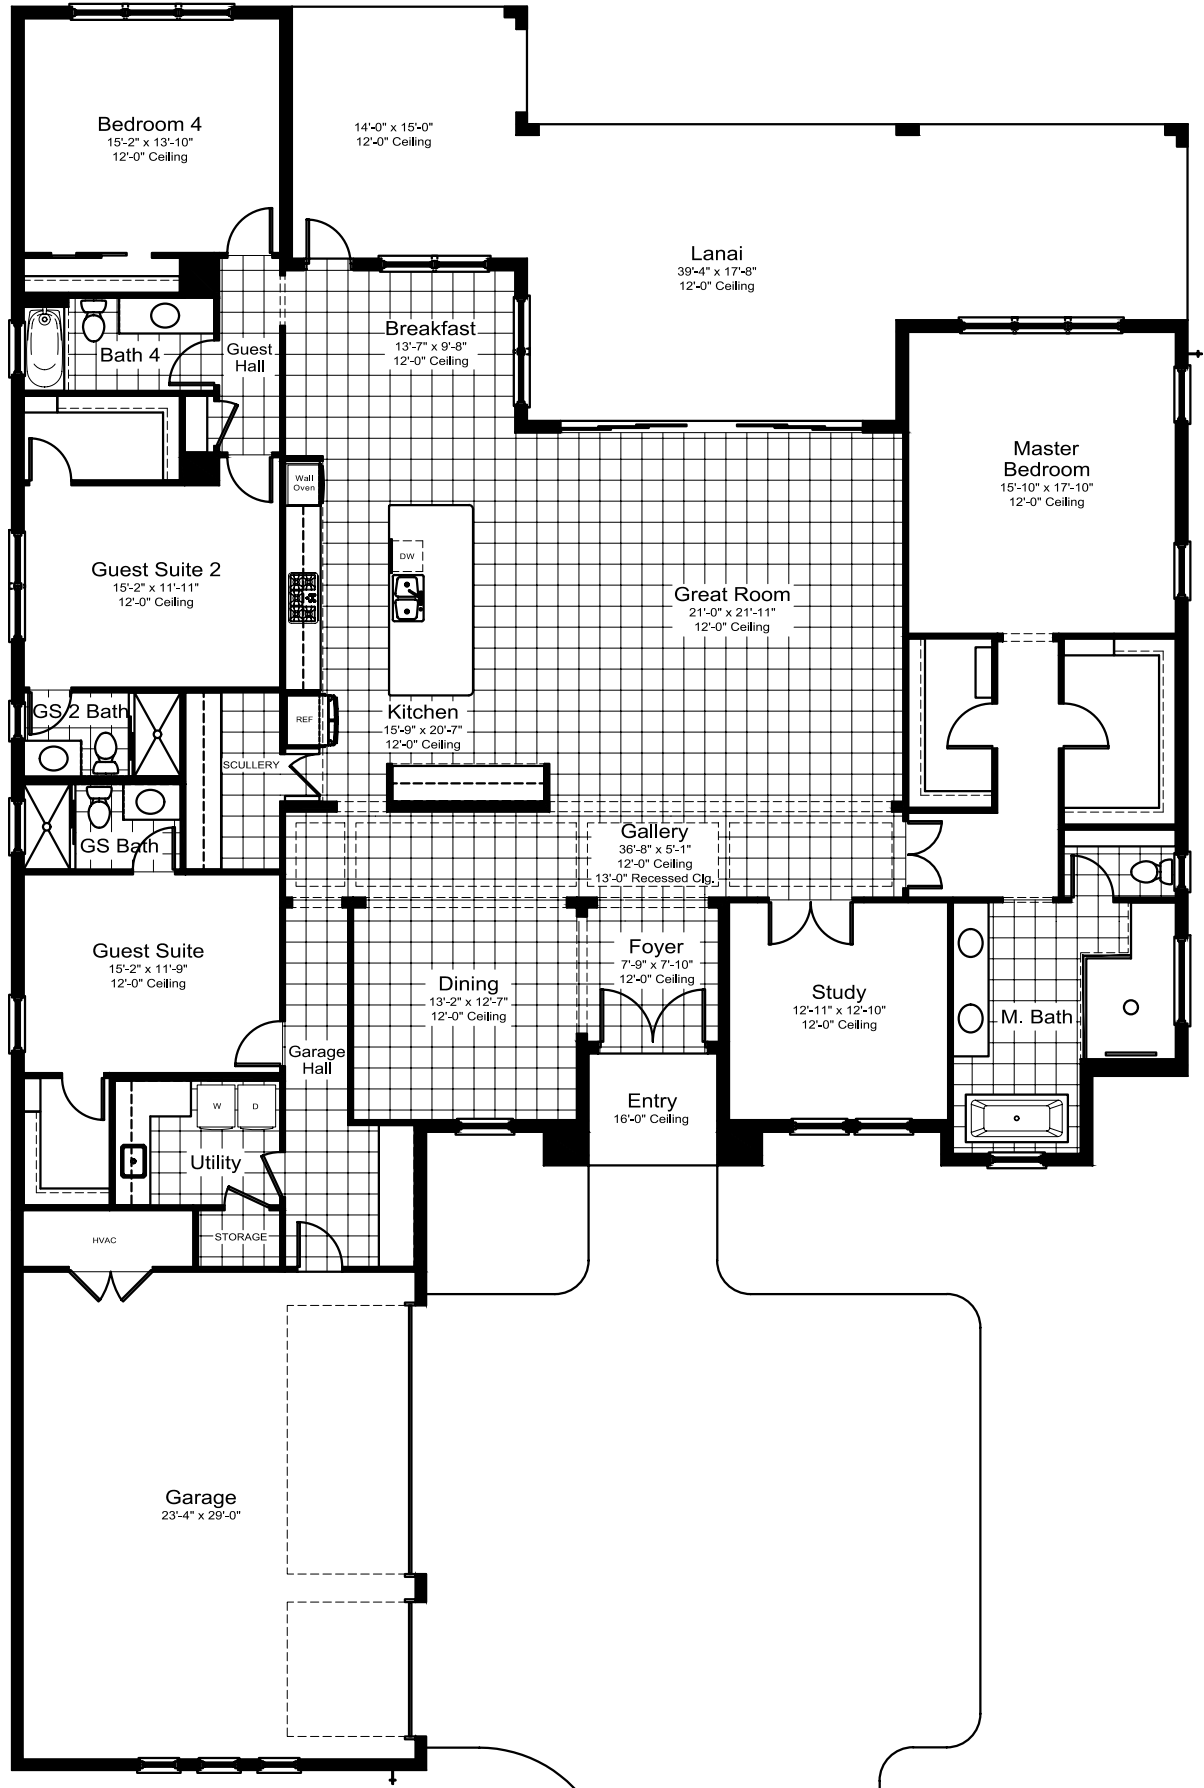 Bedroom 4
15'-2" x 13'-10"
12'-0" Ceiling
14'-0" x 15'-0"
12'-0" Ceiling
Lanai
39'-4" x 17'-8"
12'-0" Ceiling
Breakfast
13'-7" x 9'-8"
12'-0" Ceiling
Bath 4
Guest
Hall
Master
Bedroom
15'-10" x 17'-10"
12'-0" Ceiling
Wall
Oven
DW
Guest Suite 2
15'-2" x 11'-11"
12'-0" Ceiling
Great Room
21'-0" x 21'-11"
12'-0" Ceiling
GS 2 Bath
REF
Kitchen
15'-9" x 20'-7"
12'-0" Ceiling
SCULLERY
GS Bath
Gallery
36'-8" x 5'-1"
12'-0" Ceiling
13'-0" Recessed Clg.
Guest Suite
15'-2" x 11'-9"
12'-0" Ceiling
Foyer
7'-9" x 7'-10"
12'-0" Ceiling
Dining
13'-2" x 12'-7"
12'-0" Ceiling
Study
12'-11" x 12'-10"
12'-0" Ceiling
M. Bath
Garage
Hall
Entry
16'-0" Ceiling
W
D
Utility
HVAC
STORAGE
Garage
23'-4" x 29'-0"